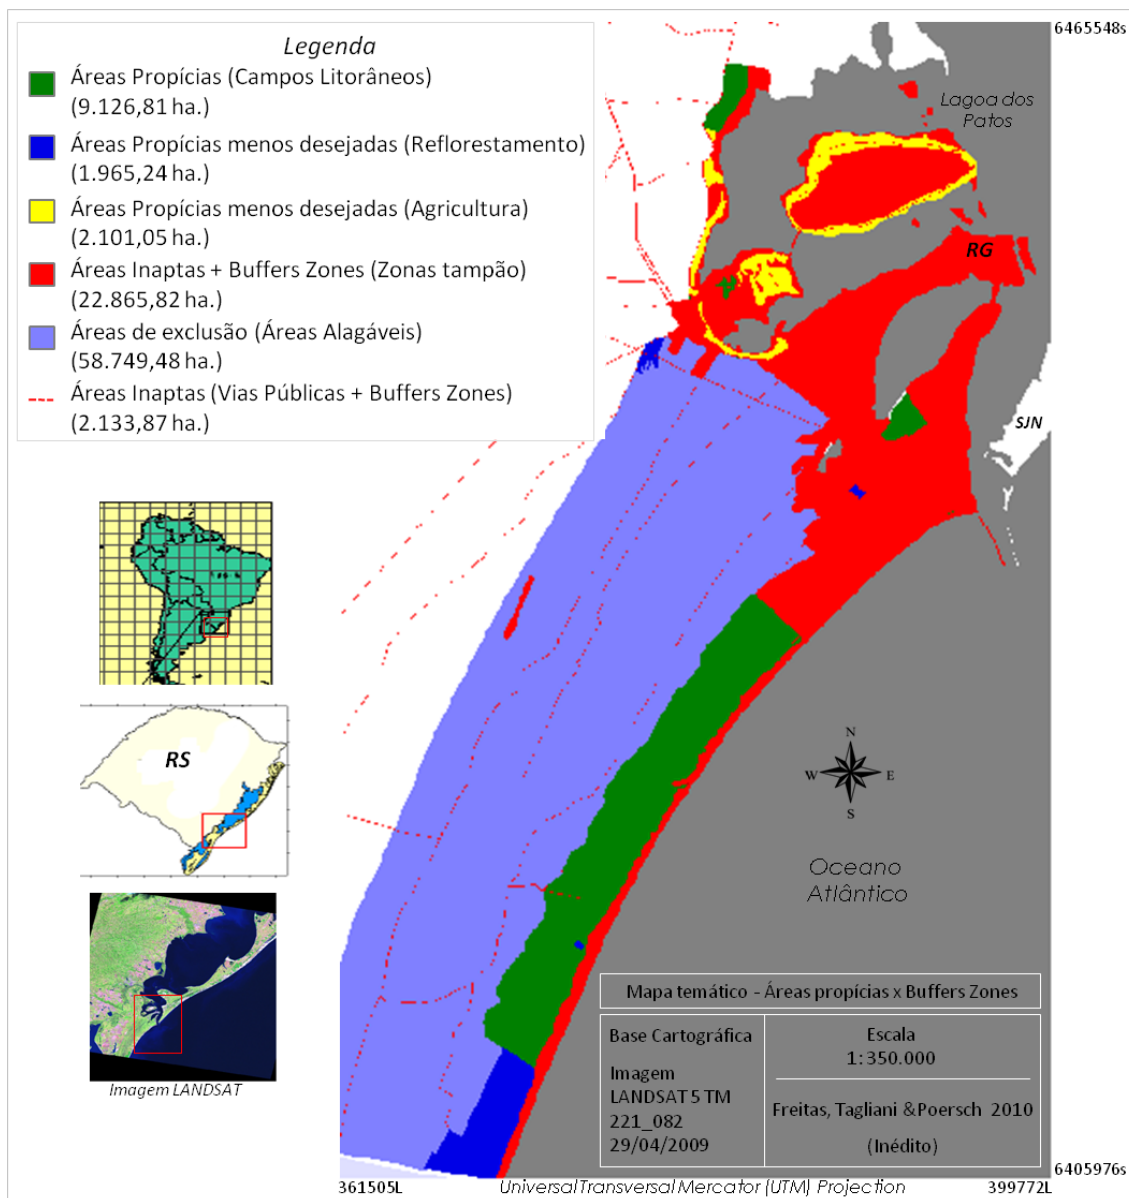 Legenda
Áreas Propícias (Campos Litorâneos)
(9.126,81 ha.)
Áreas Propícias menos desejadas (Reflorestamento)
(1.965,24 ha.)
Áreas Propícias menos desejadas (Agricultura)
(2.101,05 ha.)
Áreas Inaptas + Buffers Zones (Zonas tampão)
(22.865,82 ha.)
Áreas de exclusão (Áreas Alagáveis)
(58.749,48 ha.)
Áreas Inaptas (Vias Públicas + Buffers Zones)
(2.133,87 ha.)
6465548s
Lagoa dos
Patos
RG
SJN
RS
Imagem LANDSAT
N
W
E
S
Oceano
Atlântico
Mapa temático - Áreas propícias x Buffers Zones
Base Cartográfica
Imagem
LANDSAT 5 TM
221_082
29/04/2009
Escala
1:350.000
Freitas, Tagliani & Poersch 2010
(Inédito)
6405976s
361505L
Universal Transversal Mercator (UTM) Projection
399772L